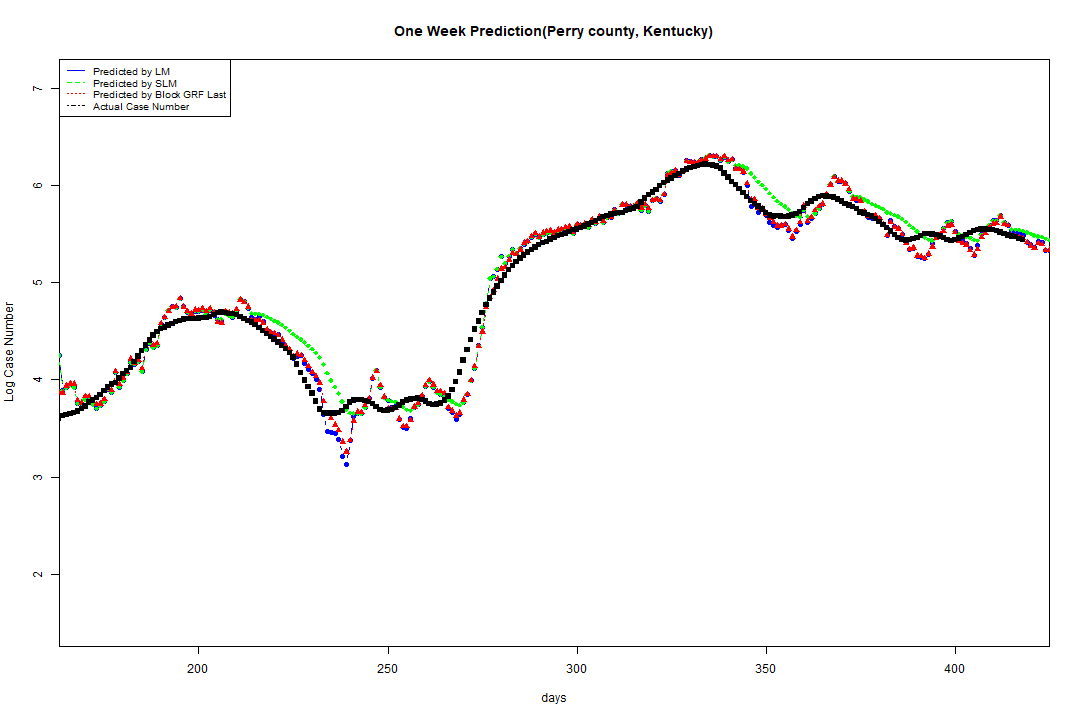 One Week Prediction(Perry county, Kentucky)
Predicted by LM
Predicted by SLM
Predicted by Block GRF Last
Actual Case Number
7
6
5
4
3
2
Log Case Number
200 250 300 350 400
days